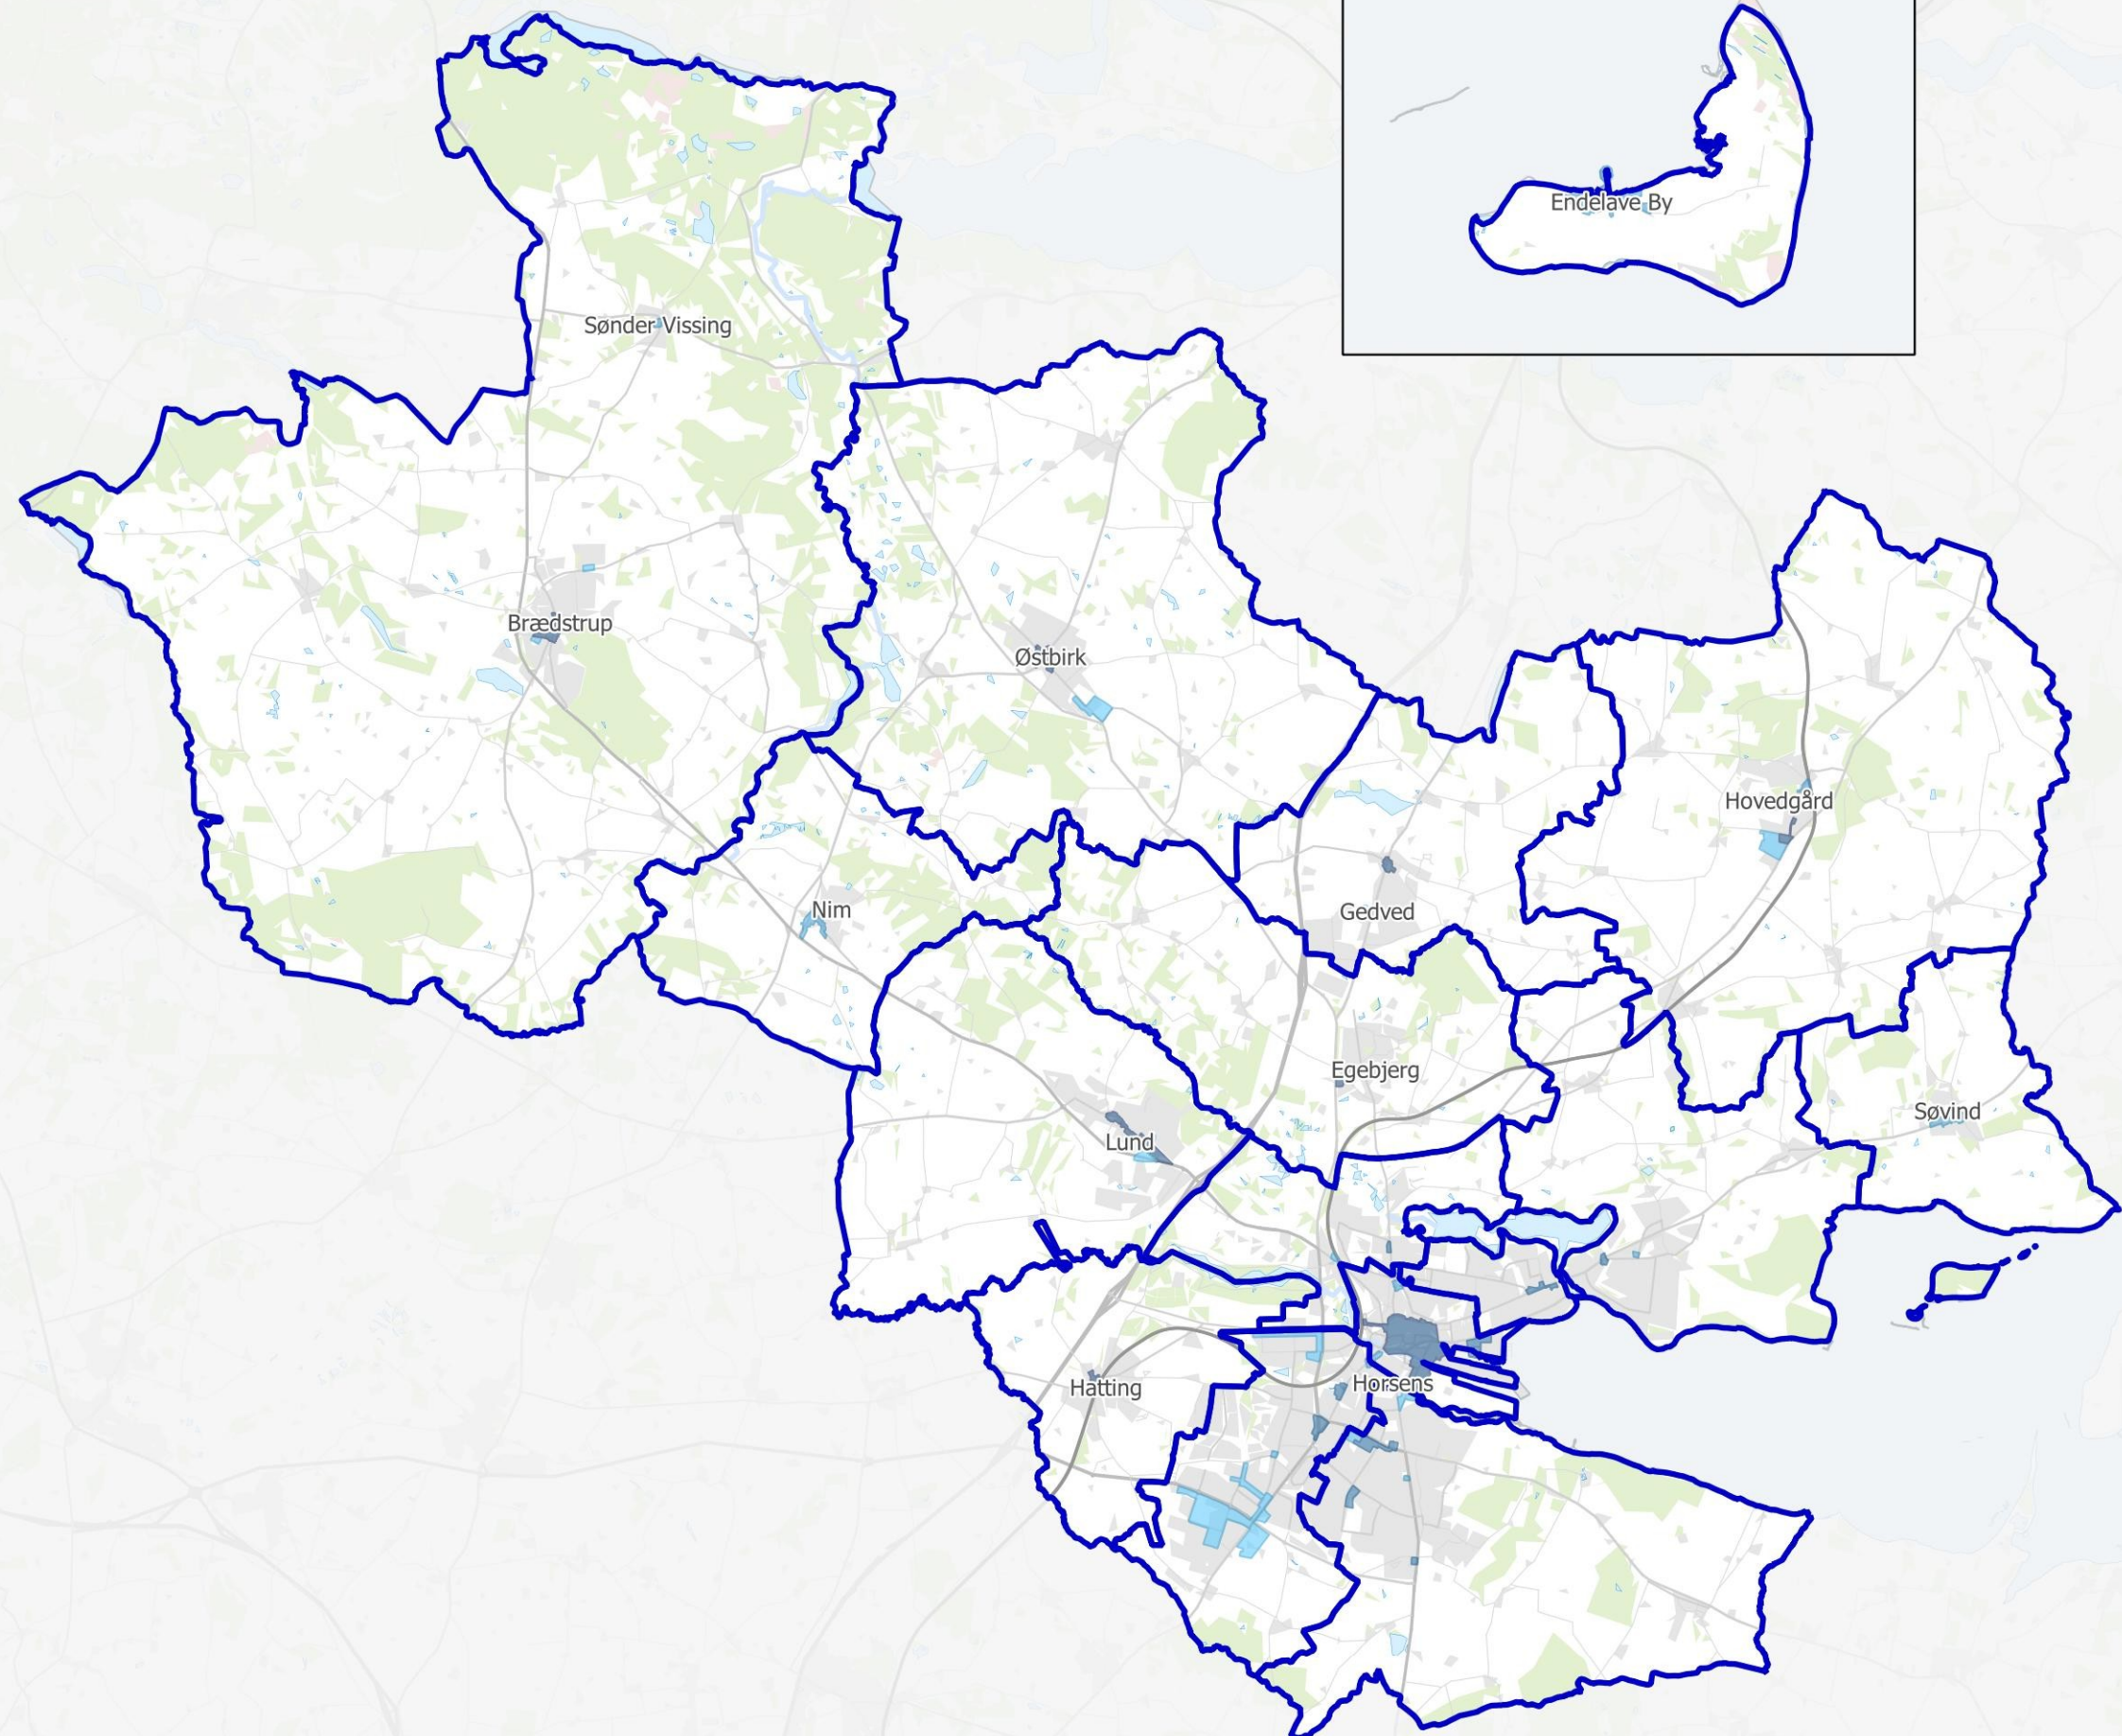 Endelave By
Sønder Vissing
Brædstrup
Østbirk
Hovedgård
Nim
Gedved
Egebjerg
Søvind
Lund
Hatting
Horsens